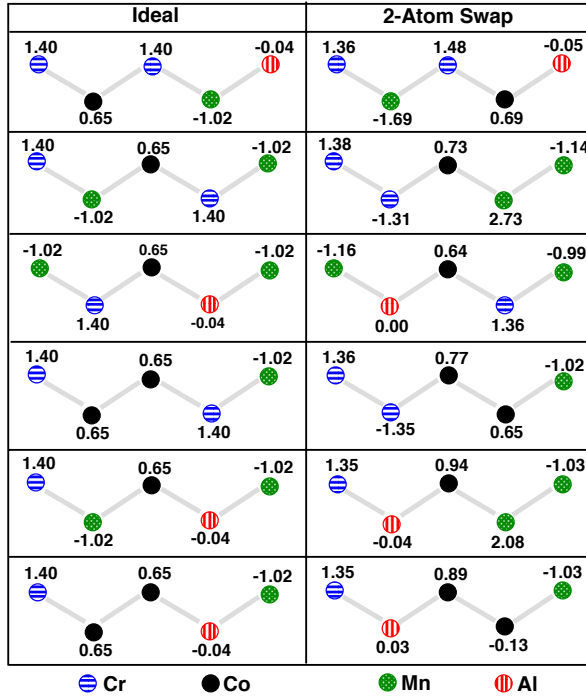 Ideal 2-Atom Swap
1.40 1.40 -0.04 1.36 1.48 -0.05
0.65 -1.02 -1.69 0.69
1.40 0.65 -1.02 1.38 0.73 -1.14
-1.02 1.40 -1.31 2.73
-1.02 0.65 -1.02 -1.16 0.64 -0.99
1.40 -0.04 0.00 1.36
1.40 0.65 -1.02 1.36 0.77 -1.02
0.65 1.40 -1.35 0.65
1.40 0.65 -1.02 1.35 0.94 -1.03
-1.02 -0.04 -0.04 2.08
1.40 0.65 -1.02 1.35 0.89 -1.03
0.65 -0.04 0.03 -0.13
Cr Co Mn Al